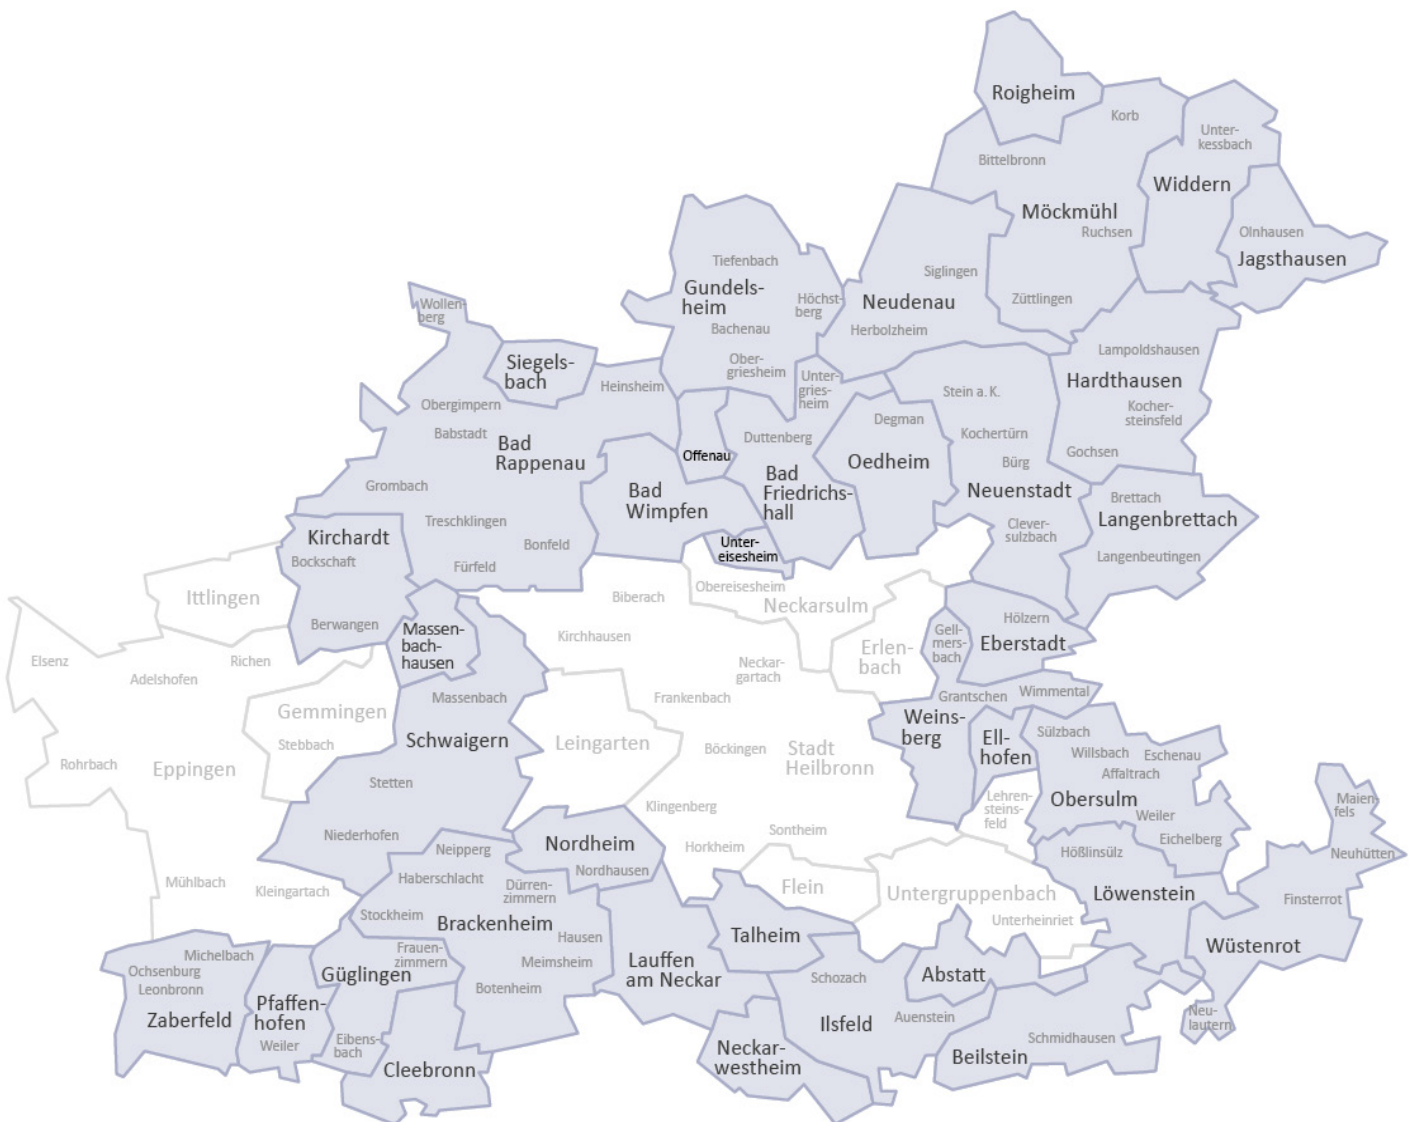 Roigheim
Korb
Unter-
kessbach
Bittelbronn
Widdern
Möckmühl
Ruchsen
Olnhausen
Jagsthausen
Tiefenbach
Siglingen
Gundels-
heim
Höchst-
berg
Neudenau
Züttlingen
Wollen-
berg
Bachenau
Herbolzheim
Lampoldshausen
Siegels-
bach
Ober-
griesheim
Unter-
gries-
heim
Hardthausen
Heinsheim
Stein a. K.
Obergimpern
Kocher-
steinsfeld
Degman
Babstadt
Duttenberg
Kochertürn
Bad
Rappenau
Offenau
Oedheim
Bürg
Gochsen
Grombach
Bad
Wimpfen
Bad
Friedrichs-
hall
Neuenstadt
Brettach
Langenbrettach
Treschklingen
Clever-
sulzbach
Kirchardt
Bonfeld
Unter-
eisesheim
Langenbeutingen
Bockschaft
Fürfeld
Obereisesheim
Ittlingen
Biberach
Neckarsulm
Hölzern
Berwangen
Massen-
bach-
hausen
Kirchhausen
Gell-
mers-
bach
Eberstadt
Erlen-
bach
Elsenz
Richen
Adelshofen
Neckar-
gartach
Massenbach
Frankenbach
Grantschen
Wimmental
Gemmingen
Weins-
berg
Stebbach
Schwaigern
Leingarten
Böckingen
Stadt
Heilbronn
Ell-
hofen
Sülzbach
Willsbach
Eschenau
Rohrbach
Eppingen
Affaltrach
Stetten
Lehren-
steins-
feld
Obersulm
Maien-
fels
Klingenberg
Weiler
Niederhofen
Sontheim
Eichelberg
Neipperg
Nordheim
Horkheim
Hößlinsülz
Neuhütten
Nordhausen
Mühlbach
Kleingartach
Haberschlacht
Dürren-
zimmern
Flein
Untergruppenbach
Löwenstein
Finsterrot
Stockheim
Brackenheim
Unterheinriet
Hausen
Talheim
Wüstenrot
Michelbach
Frauen-
zimmern
Meimsheim
Lauffen
am Neckar
Ochsenburg
Güglingen
Schozach
Abstatt
Leonbronn
Botenheim
Pfaffen-
hofen
Zaberfeld
Ilsfeld
Auenstein
Neu-
lautern
Weiler
Eibens-
bach
Schmidhausen
Cleebronn
Neckar-
westheim
Beilstein